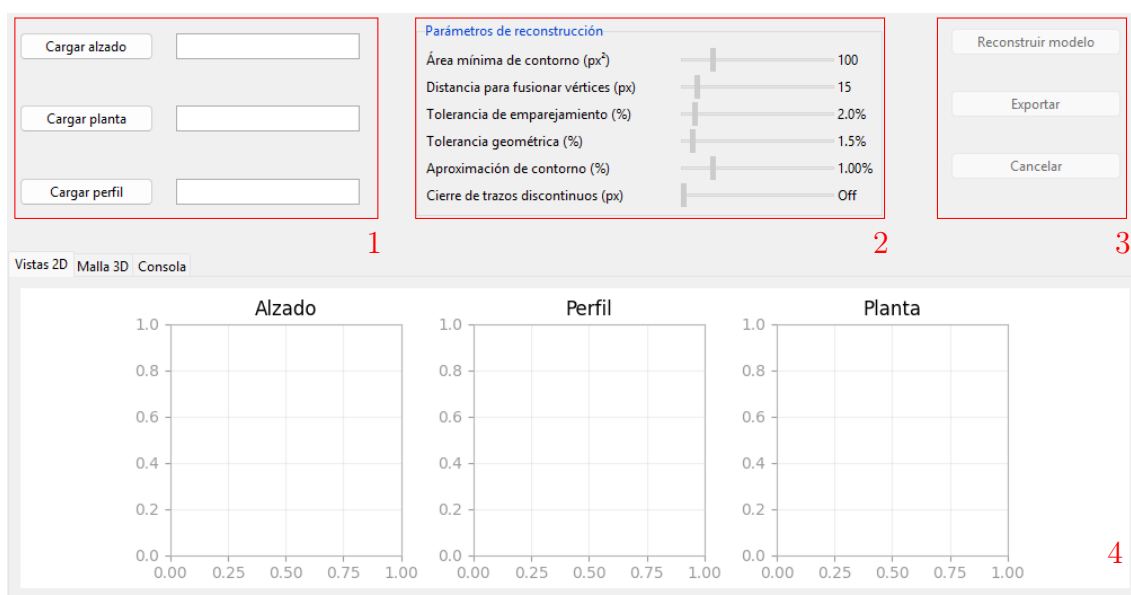 Cargar alzado
Cargar planta
Cargar perfil
1
Parámetros de reconstrucción
Área mínima de contorno (px²) 100
Distancia para fusionar vértices (px) 15
Tolerancia de emparejamiento (%) 2.0%
Tolerancia geométrica (%) 1.5%
Aproximación de contorno (%) 1.00%
Cierre de trazos discontinuos (px) Off
2
Reconstruir modelo
Exportar
Cancelar
3
Vistas 2D Malla 3D Consola
Alzado
1.0
0.8
0.6
0.4
0.2
0.0
0.00 0.25 0.50 0.75 1.00
Perfil
1.0
0.8
0.6
0.4
0.2
0.0
0.00 0.25 0.50 0.75 1.00
Planta
1.0
0.8
0.6
0.4
0.2
0.0
0.00 0.25 0.50 0.75 1.00
4